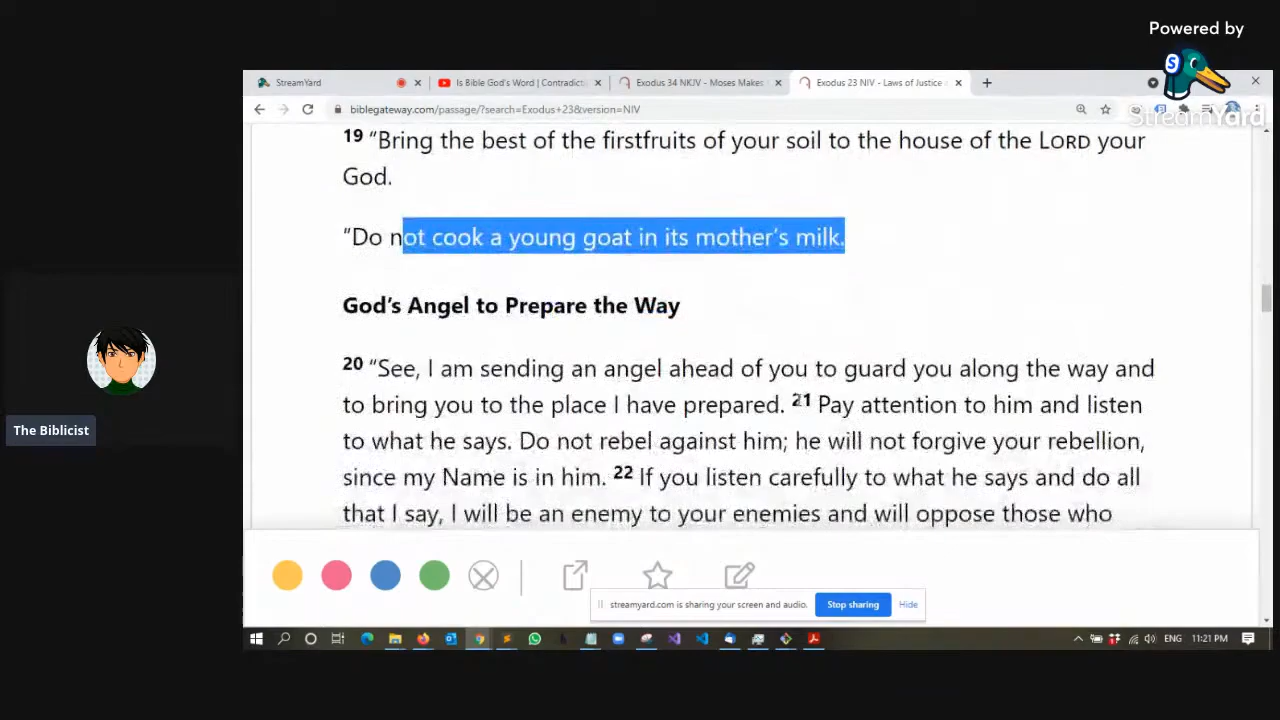 Powered by
S
StreamYard
StreamYard
Is Bible God's Word | Contradicti
Exodus 34 NKJV - Moses Makes
Exodus 23 NIV - Laws of Justice a
biblegateway.com/passage/?search=Exodus+23&version=NIV
19 "Bring the best of the firstfruits of your soil to the house of the LORD your
God.
"Do not cook a young goat in its mother's milk.
God's Angel to Prepare the Way
20 "See, I am sending an angel ahead of you to guard you along the way and
to bring you to the place I have prepared. 21 Pay attention to him and listen
to what he says. Do not rebel against him; he will not forgive your rebellion,
since my Name is in him. 22 If you listen carefully to what he says and do all
that I say, I will be an enemy to your enemies and will oppose those who
The Biblicist
streamyard.com is sharing your screen and audio.
Stop sharing
Hide
ENG
11:21 PM